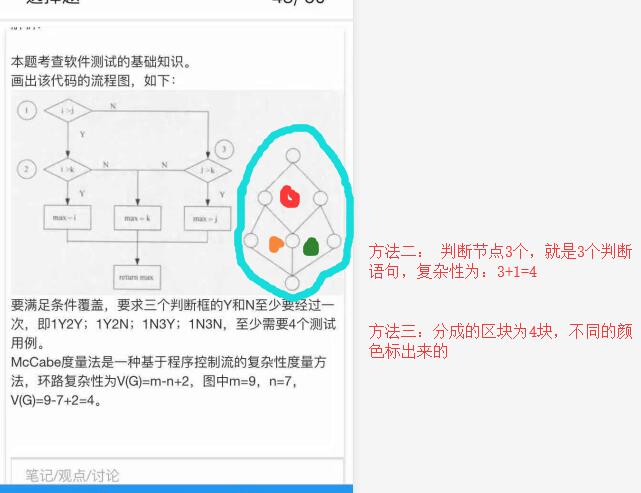 本题考查软件测试的基础知识。
画出该代码的流程图，如下：
1
i >j
N
Y
3
2
i >k
N
N
j >k
Y
Y
max=i
max=k
max=j
return max
要满足条件覆盖，要求三个判断框的Y和N至少要经过一
次，即1Y2Y；1Y2N；1N3Y；1N3N，至少需要4个测试
用例。
McCabe度量法是一种基于程序控制流的复杂性度量方
法，环路复杂性为V(G)=m-n+2，图中m=9，n=7，
V(G)=9-7+2=4。
笔记/观点/讨论
方法二： 判断节点3个，就是3个判断
语句，复杂性为：3+1=4
方法三：分成的区块为4块，不同的颜
色标出来的